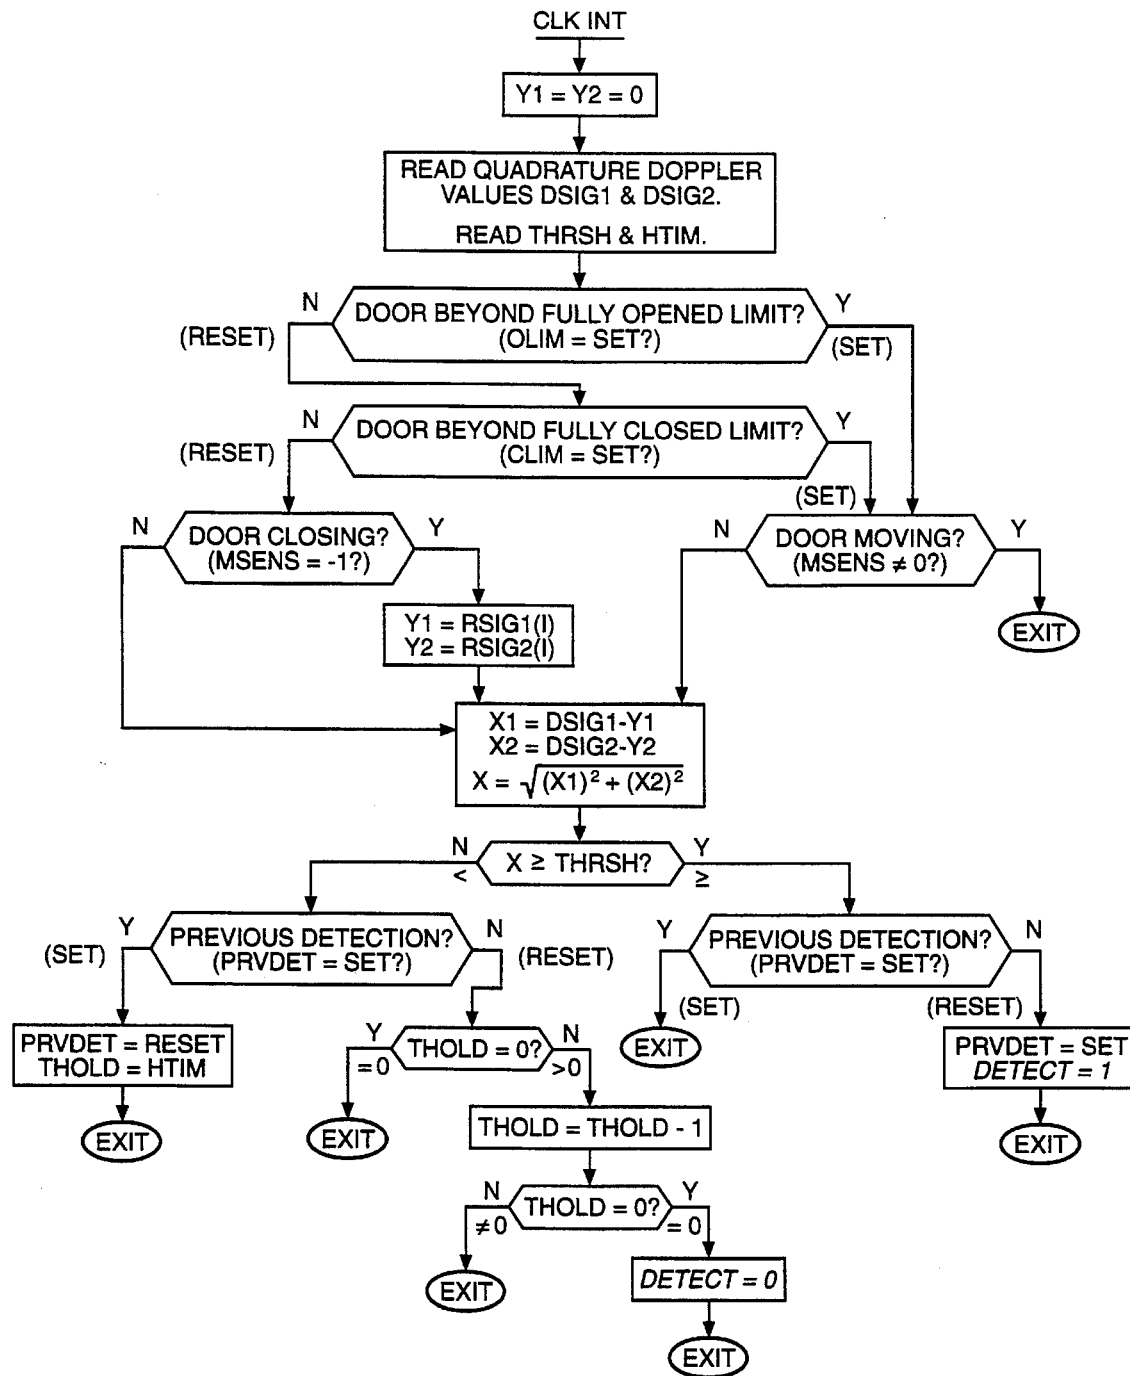 CLK INT
Y1 = Y2 = 0
READ QUADRATURE DOPPLER
VALUES DSIG1 & DSIG2.
READ THRSH & HTIM.
N
DOOR BEYOND FULLY OPENED LIMIT?
(OLIM = SET?)
Y
(RESET)
(SET)
N
DOOR BEYOND FULLY CLOSED LIMIT?
(CLIM = SET?)
Y
(RESET)
(SET)
N
DOOR CLOSING?
(MSENS = -1?)
Y
N
DOOR MOVING?
(MSENS ≠ 0?)
Y
Y1 = RSIG1(I)
Y2 = RSIG2(I)
EXIT
X1 = DSIG1-Y1
X2 = DSIG2-Y2
X = √(X1)² + (X2)²
N
<
X ≥ THRSH?
Y
≥
Y
(SET)
PREVIOUS DETECTION?
(PRVDET = SET?)
N
(RESET)
Y
(SET)
PREVIOUS DETECTION?
(PRVDET = SET?)
N
(RESET)
PRVDET = RESET
THOLD = HTIM
Y
=0
THOLD = 0?
N
>0
EXIT
PRVDET = SET
DETECT = 1
EXIT
EXIT
THOLD = THOLD - 1
EXIT
N
≠0
THOLD = 0?
Y
= 0
EXIT
DETECT = 0
EXIT